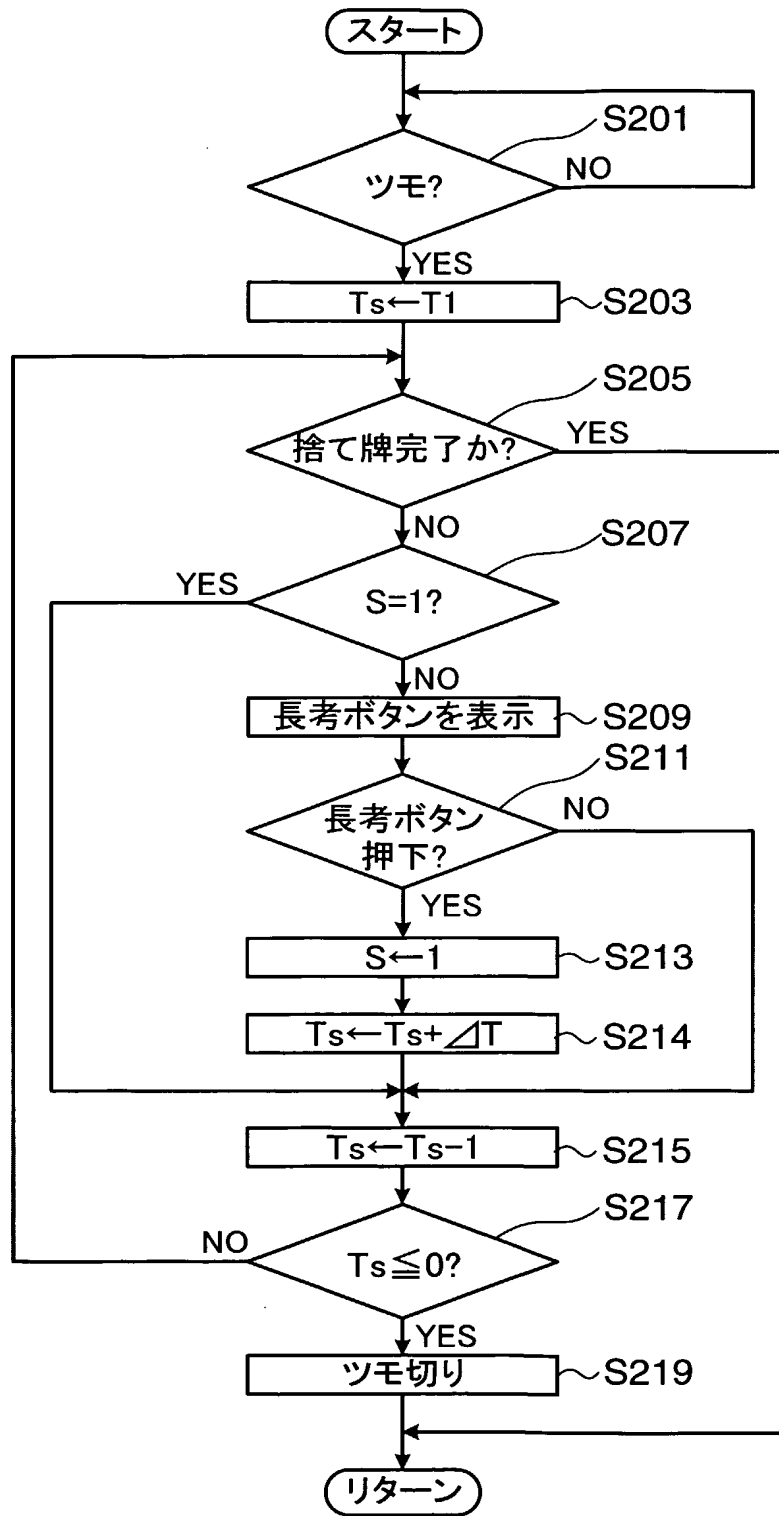 スタート
S201
ツモ?
NO
YES
Ts←T1
S203
S205
捨て牌完了か?
YES
NO
S207
YES
S=1?
NO
長考ボタンを表示
S209
S211
長考ボタン
押下?
NO
YES
S←1
S213
Ts←Ts+⊿T
S214
Ts←Ts-1
S215
S217
NO
Ts≦0?
YES
ツモ切り
S219
リターン